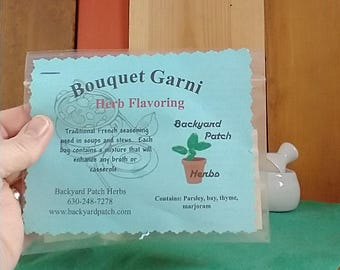 Bouquet Garni
Herb Flavoring
Traditional French seasoning
used in soups and stews. Each
bag contains a mixture that will
enhance any broth or
casserole
Backyard
Patch
Herbs
Backyard Patch Herbs
630-248-7278
www.backyardpatch.com
Contains: Parsley, bay, thyme,
marjoram